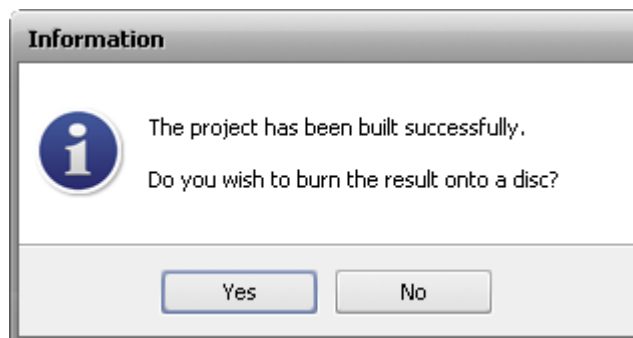 Information
The project has been built successfully.
Do you wish to burn the result onto a disc?
Yes
No